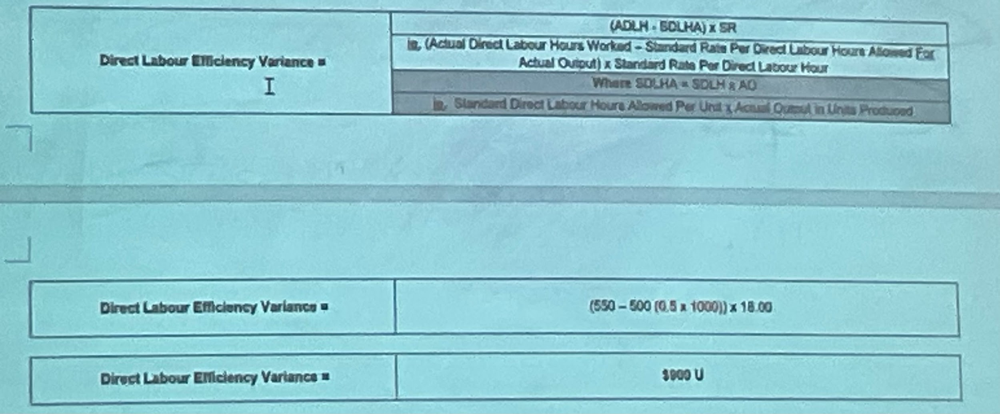 (ADLH - SDLHA) x SR
ie, (Actual Direct Labour Hours Worked – Standard Rate Per Direct Labour Hours Allowed For
Direct Labour Efficiency Variance =
Actual Output) x Standard Rate Per Direct Labour Hour
Where SDLHA = SDLH x AO
ie, Standard Direct Labour Hours Allowed Per Unit x Actual Output in Units Produced
Direct Labour Efficiency Variance =
(550 – 500 (0.5 x 1000)) x 18.00
Direct Labour Efficiency Variance =
$900 U